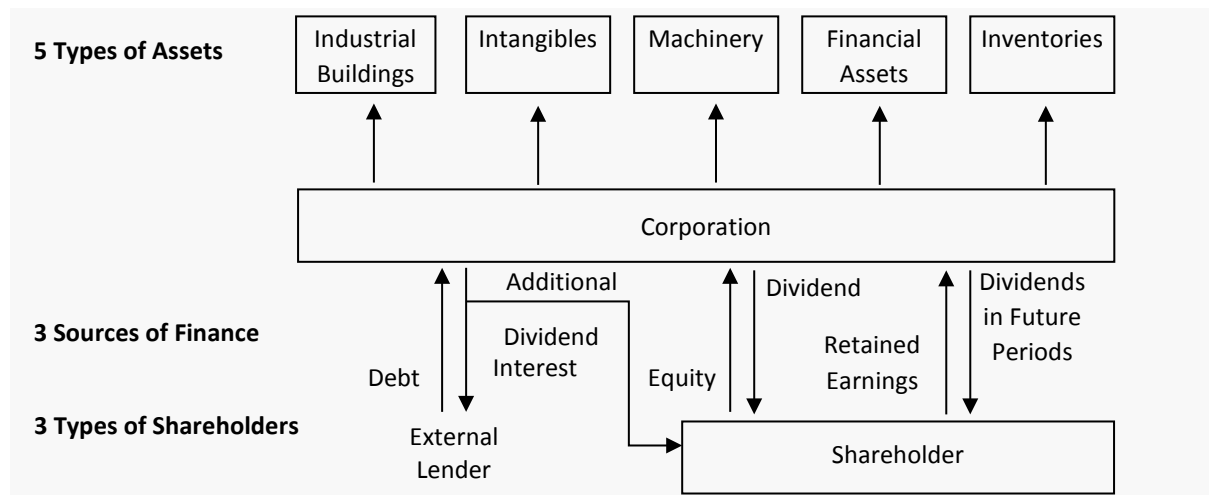 5 Types of Assets
Industrial
Buildings
Intangibles
Machinery
Financial
Assets
Inventories
Corporation
3 Sources of Finance
Debt
Additional
Dividend
Interest
Equity
Dividend
Retained
Earnings
Dividends
in Future
Periods
3 Types of Shareholders
External
Lender
Shareholder